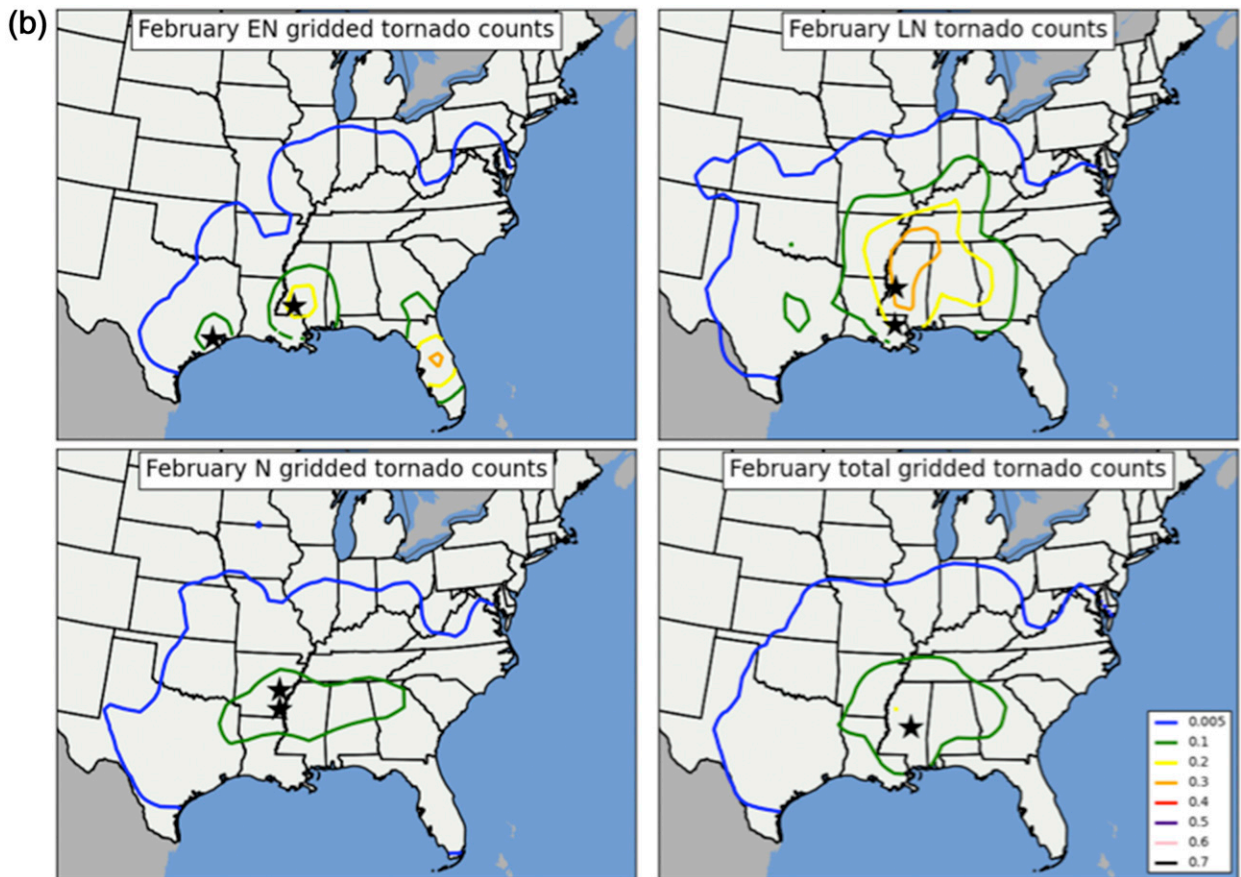 (b)
February EN gridded tornado counts
February LN tornado counts
February N gridded tornado counts
February total gridded tornado counts
0.005
0.1
0.2
0.3
0.4
0.5
0.6
0.7